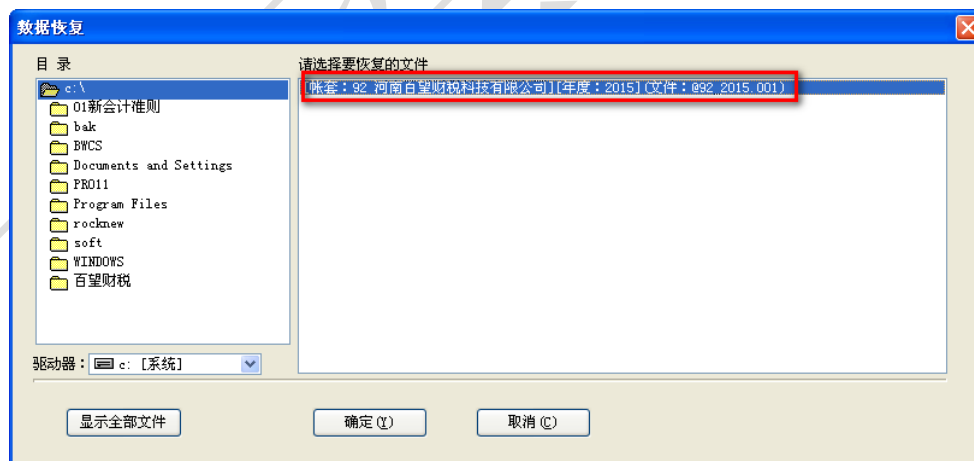 数据恢复
目 录
请选择要恢复的文件
c:\
01新会计准则
bak
BWCS
Documents and Settings
PRO11
Program Files
rocknew
soft
WINDOWS
百望财税
[帐套：92 河南百望财税科技有限公司][年度：2015](文件：@92_2015.001)
驱动器：
c: [系统]
显示全部文件
确定(Y)
取消(C)